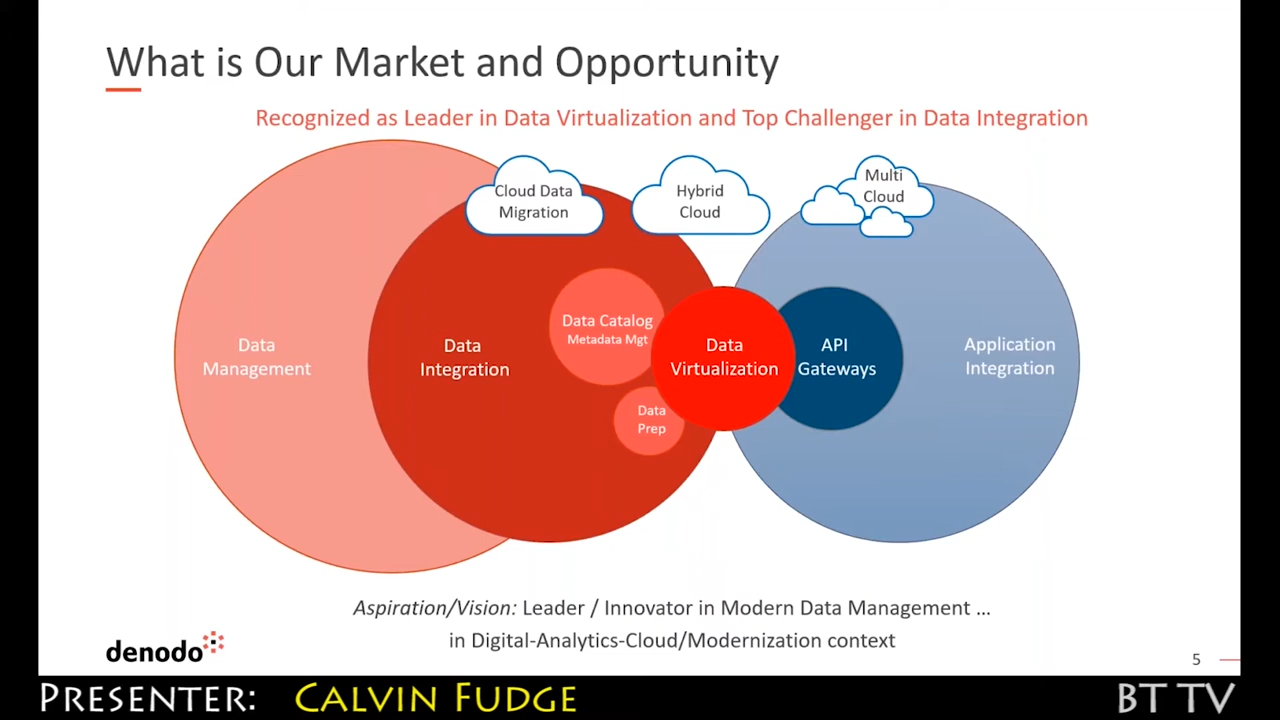 What is Our Market and Opportunity
Recognized as Leader in Data Virtualization and Top Challenger in Data Integration
Cloud Data
Migration
Hybrid
Cloud
Multi
Cloud
Data
Management
Data
Integration
Data Catalog
Metadata Mgt
Data
Prep
Data
Virtualization
API
Gateways
Application
Integration
Aspiration/Vision: Leader / Innovator in Modern Data Management ...
in Digital-Analytics-Cloud/Modernization context
denodo
5
PRESENTER: CALVIN FUDGE
BT TV